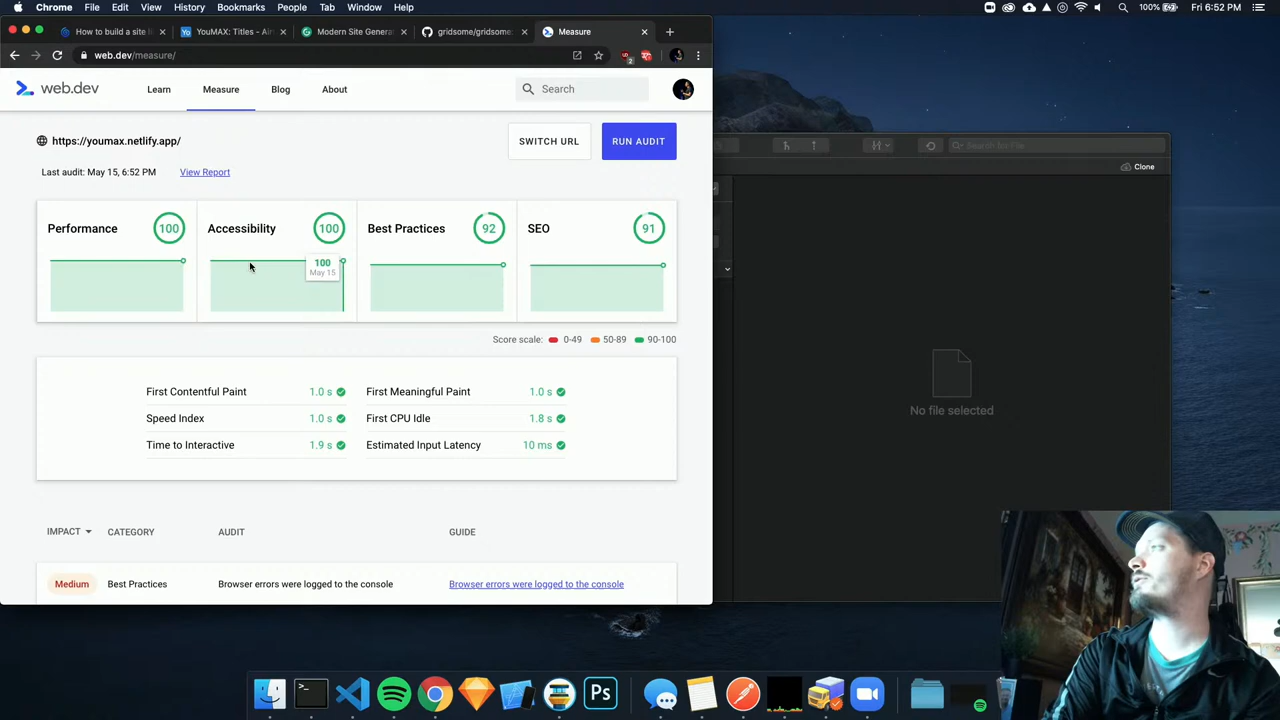 Chrome File Edit View History Bookmarks People Tab Window Help
100% Fri 6:52 PM
How to build a site l
YouMAX: Titles - Air
Modern Site Genera
gridsome/gridsome:
Measure
web.dev/measure/
2
web.dev
Learn
Measure
Blog
About
Search
https://youmax.netlify.app/
SWITCH URL
RUN AUDIT
Last audit: May 15, 6:52 PM
View Report
Performance 100
Accessibility 100
Best Practices 92
SEO 91
100
May 15
Score scale: 0-49 50-89 90-100
First Contentful Paint 1.0 s
First Meaningful Paint 1.0 s
Speed Index 1.0 s
First CPU Idle 1.8 s
Time to Interactive 1.9 s
Estimated Input Latency 10 ms
IMPACT CATEGORY AUDIT GUIDE
Medium Best Practices Browser errors were logged to the console Browser errors were logged to the console
Search for File
Clone
No file selected
Ps